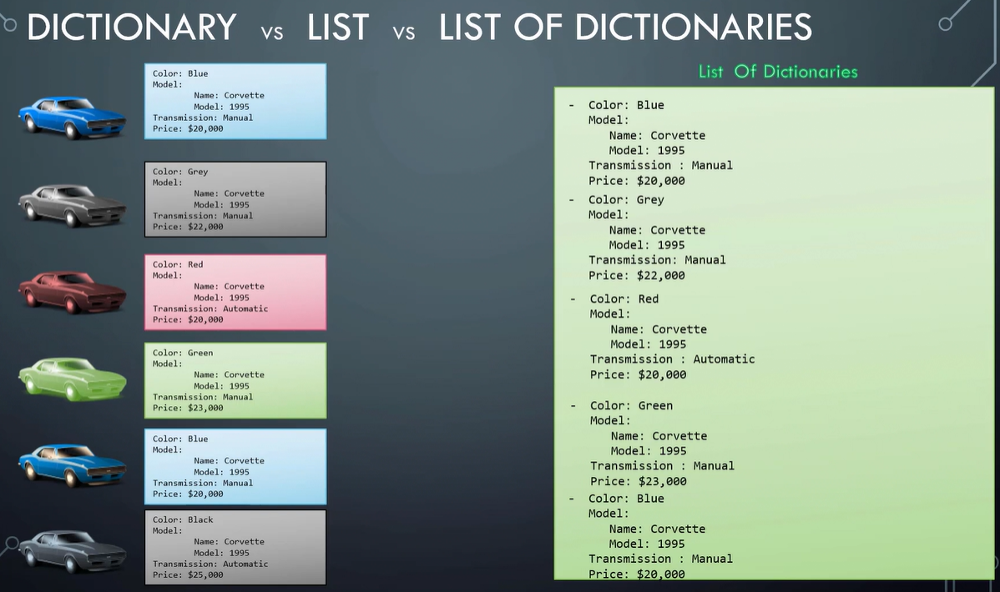 DICTIONARY vs LIST vs LIST OF DICTIONARIES
Color: Blue
Model:
Name: Corvette
Model: 1995
Transmission: Manual
Price: $20,000
Color: Grey
Model:
Name: Corvette
Model: 1995
Transmission: Manual
Price: $22,000
Color: Red
Model:
Name: Corvette
Model: 1995
Transmission: Automatic
Price: $20,000
Color: Green
Model:
Name: Corvette
Model: 1995
Transmission: Manual
Price: $23,000
Color: Blue
Model:
Name: Corvette
Model: 1995
Transmission: Manual
Price: $20,000
Color: Black
Model:
Name: Corvette
Model: 1995
Transmission: Automatic
Price: $25,000
List Of Dictionaries
- Color: Blue
Model:
Name: Corvette
Model: 1995
Transmission : Manual
Price: $20,000
- Color: Grey
Model:
Name: Corvette
Model: 1995
Transmission: Manual
Price: $22,000
- Color: Red
Model:
Name: Corvette
Model: 1995
Transmission : Automatic
Price: $20,000
- Color: Green
Model:
Name: Corvette
Model: 1995
Transmission : Manual
Price: $23,000
- Color: Blue
Model:
Name: Corvette
Model: 1995
Transmission : Manual
Price: $20,000